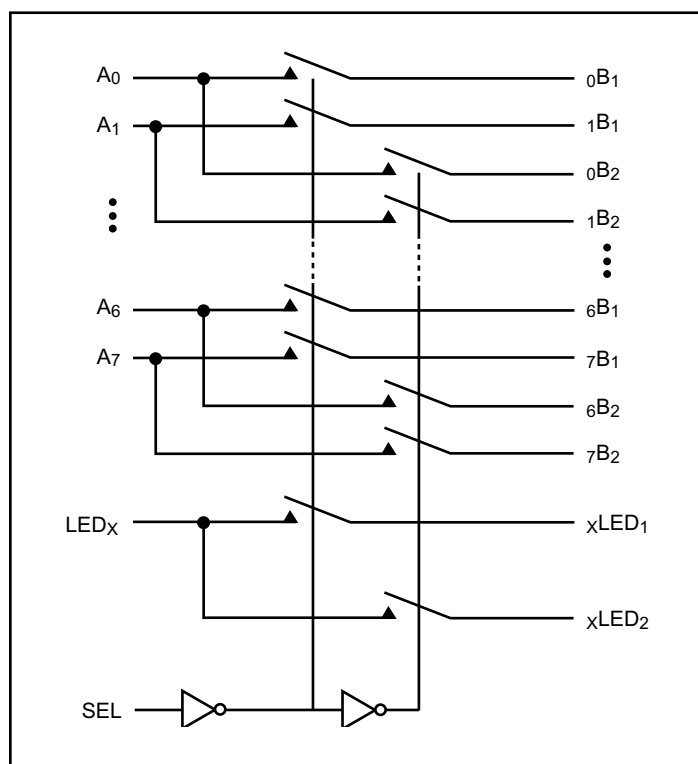 A0 0B1
A1 1B1
0B2
1B2
A6 6B1
A7 7B1
6B2
7B2
LEDX XLED1
XLED2
SEL